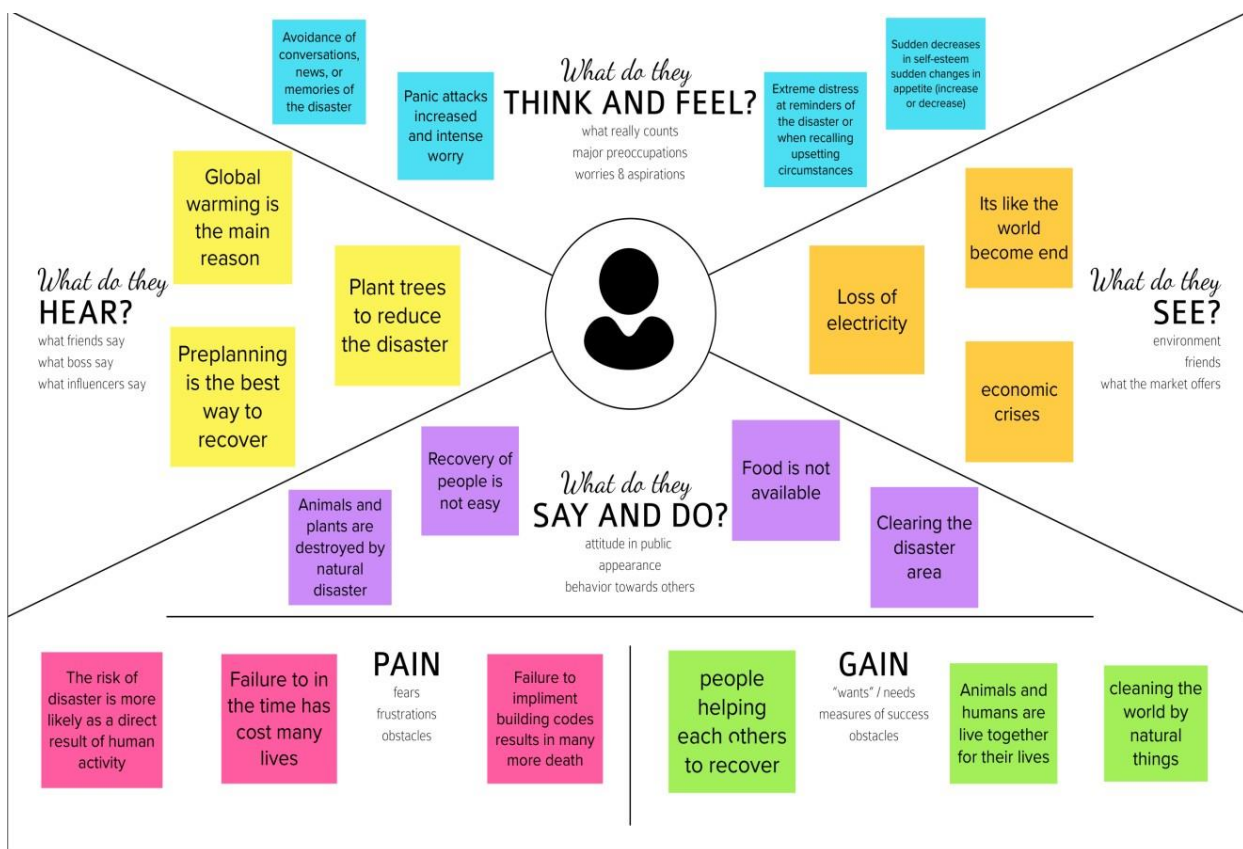 Avoidance of
conversations,
news, or
memories of
the disaster
Panic attacks
increased
and intense
worry
What do they
THINK AND FEEL?
what really counts
major preoccupations
worries & aspirations
Extreme distress
at reminders of
the disaster or
when recalling
upsetting
circumstances
Sudden decreases
in self-esteem
sudden changes in
appetite (increase
or decrease)
What do they
HEAR?
what friends say
what boss say
what influencers say
Global
warming is
the main
reason
Plant trees
to reduce
the disaster
Preplanning
is the best
way to
recover
Loss of
electricity
Its like the
world
become end
economic
crises
What do they
SEE?
environment
friends
what the market offers
Animals and
plants are
destroyed by
natural
disaster
Recovery of
people is
not easy
What do they
SAY AND DO?
attitude in public
appearance
behavior towards others
Food is not
available
Clearing the
disaster
area
The risk of
disaster is more
likely as a direct
result of human
activity
Failure to in
the time has
cost many
lives
PAIN
fears
frustrations
obstacles
Failure to
impliment
building codes
results in many
more death
people
helping
each others
to recover
GAIN
"wants" / needs
measures of success
obstacles
Animals and
humans are
live together
for their lives
cleaning the
world by
natural
things